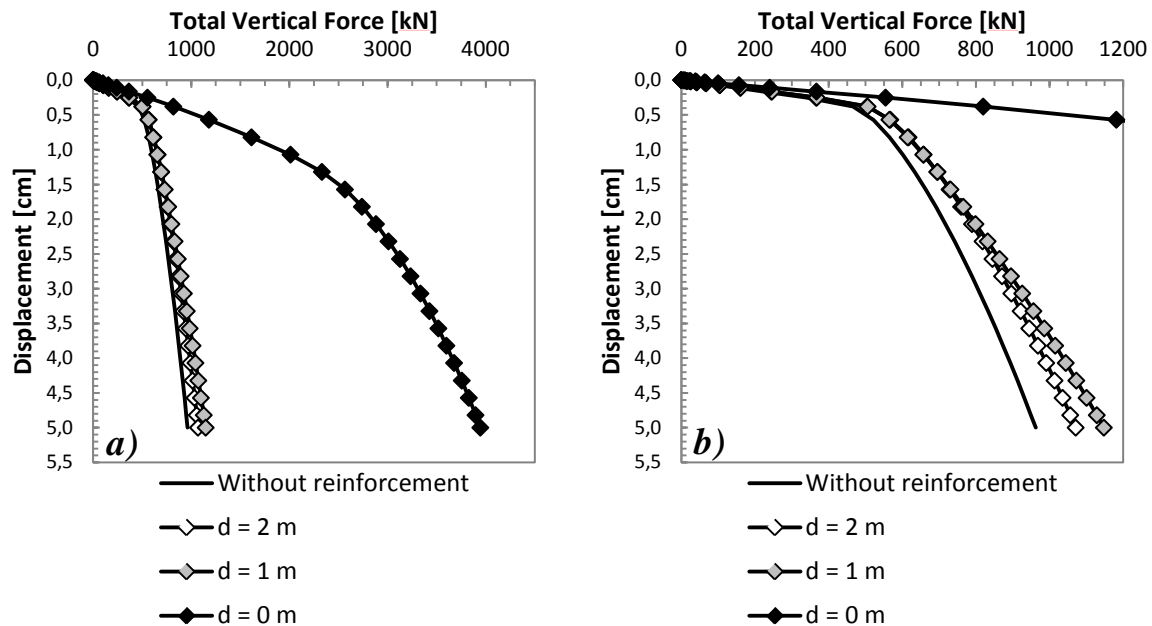 Total Vertical Force [kN]
0 1000 2000 3000 4000
Displacement [cm]
0,0
0,5
1,0
1,5
2,0
2,5
3,0
3,5
4,0
4,5
5,0
5,5
a)
Without reinforcement
d = 2 m
d = 1 m
d = 0 m
Total Vertical Force [kN]
0 200 400 600 800 1000 1200
Displacement [cm]
0,0
0,5
1,0
1,5
2,0
2,5
3,0
3,5
4,0
4,5
5,0
5,5
b)
Without reinforcement
d = 2 m
d = 1 m
d = 0 m